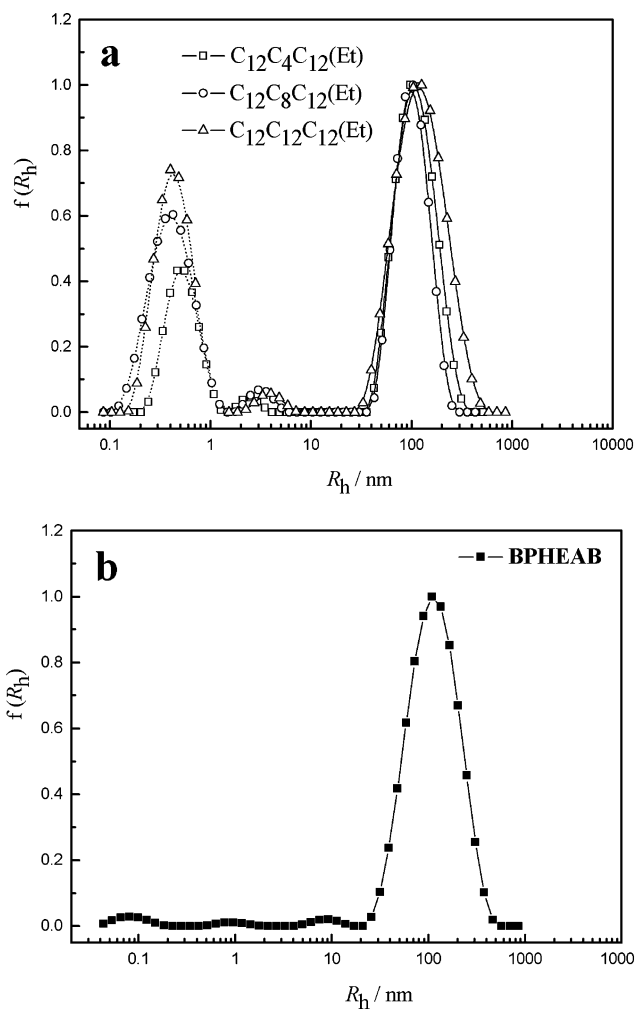 a
C12C4C12(Et)
C12C8C12(Et)
C12C12C12(Et)
1.2
1.0
0.8
0.6
0.4
0.2
0.0
f (Rh)
0.1 1 10 100 1000 10000
Rh / nm
b
BPHEAB
1.2
1.0
0.8
0.6
0.4
0.2
0.0
f (Rh)
0.1 1 10 100 1000
Rh / nm